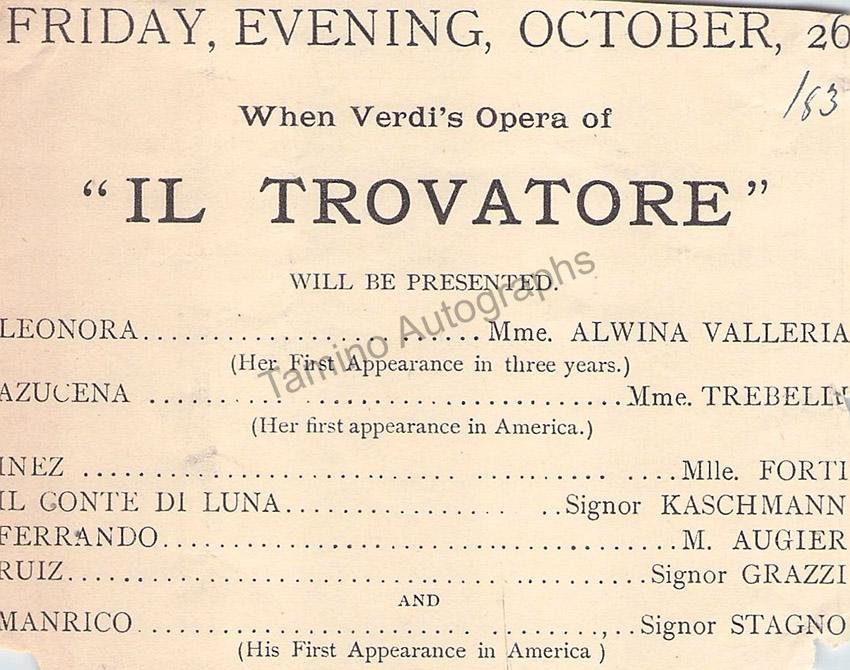 FRIDAY, EVENING, OCTOBER, 26
/83
When Verdi's Opera of
"IL TROVATORE"
WILL BE PRESENTED.
LEONORA.......................................Mme. ALWINA VALLERIA
(Her First Appearance in three years.)
AZUCENA .......................................Mme. TREBELLI
(Her first appearance in America.)
INEZ .......................................Mlle. FORTI
IL CONTE DI LUNA.......................Signor KASCHMANN
FERRANDO.......................................M. AUGIER
RUIZ.......................................Signor GRAZZI
AND
MANRICO.......................................Signor STAGNO
(His First Appearance in America )
Tamino Autographs